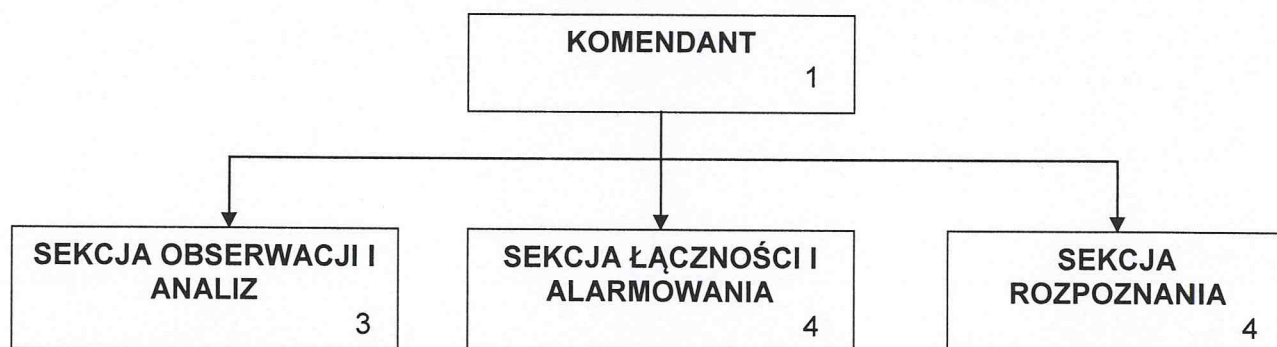 KOMENDANT
1
SEKCJA OBSERWACJI I
ANALIZ
3
SEKCJA ŁĄCZNOŚCI I
ALARMOWANIA
4
SEKCJA
ROZPOZNANIA
4